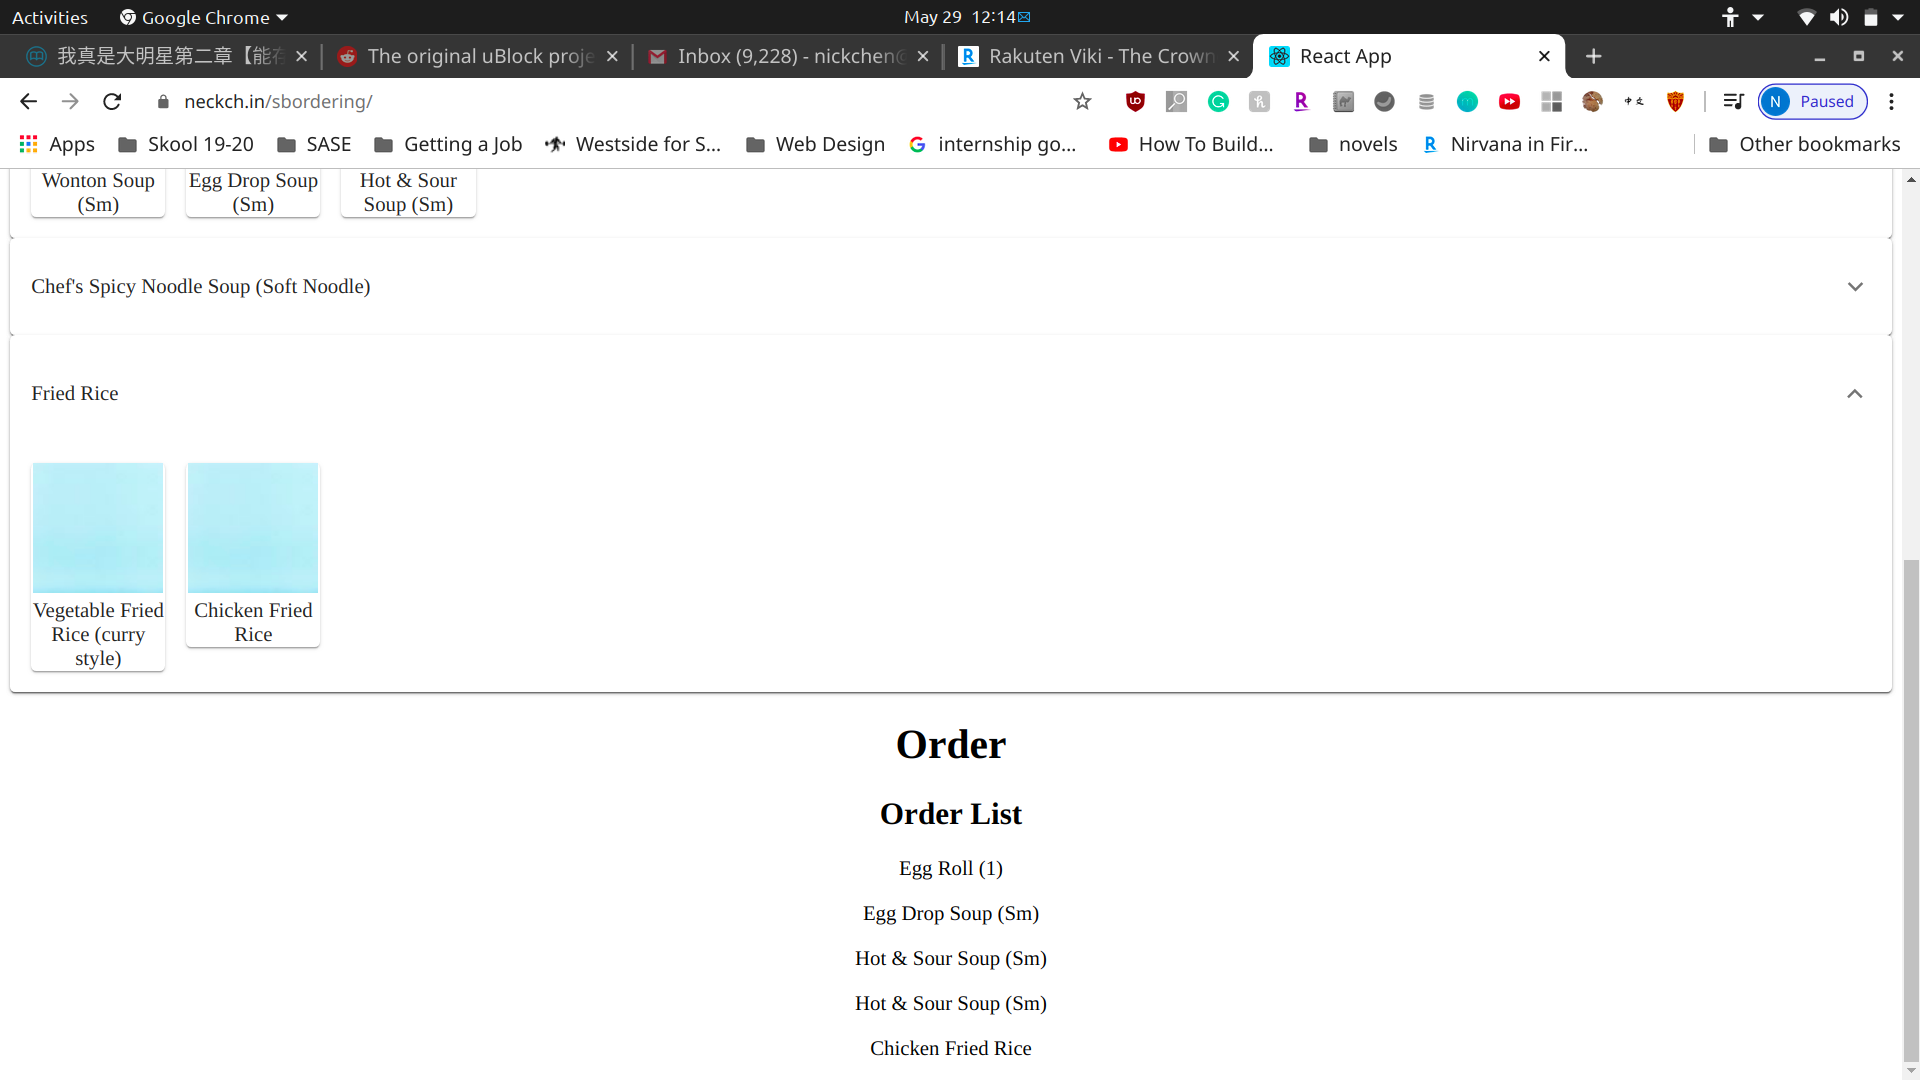 Activities
Google Chrome
May 29 12:14
我真是大明星第二章【能在
The original uBlock proje
Inbox (9,228) - nickchen@
Rakuten Viki - The Crown
React App
neckch.in/sbordering/
N Paused
Apps
Skool 19-20
SASE
Getting a Job
Westside for S...
Web Design
internship go...
How To Build...
novels
Nirvana in Fir...
Other bookmarks
Wonton Soup
(Sm)
Egg Drop Soup
(Sm)
Hot & Sour
Soup (Sm)
Chef's Spicy Noodle Soup (Soft Noodle)
Fried Rice
Vegetable Fried
Rice (curry
style)
Chicken Fried
Rice
Order
Order List
Egg Roll (1)
Egg Drop Soup (Sm)
Hot & Sour Soup (Sm)
Hot & Sour Soup (Sm)
Chicken Fried Rice